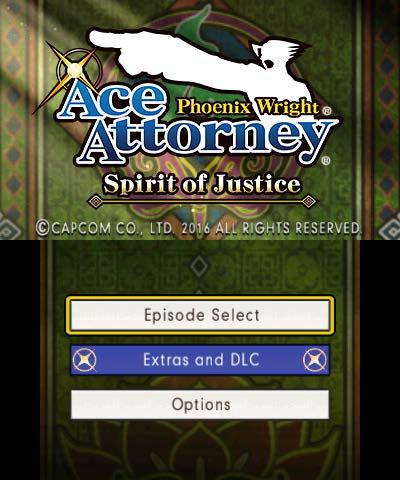 Phoenix Wright®
Ace
Attorney®
Spirit of Justice
©CAPCOM CO., LTD. 2016 ALL RIGHTS RESERVED.
Episode Select
Extras and DLC
Options